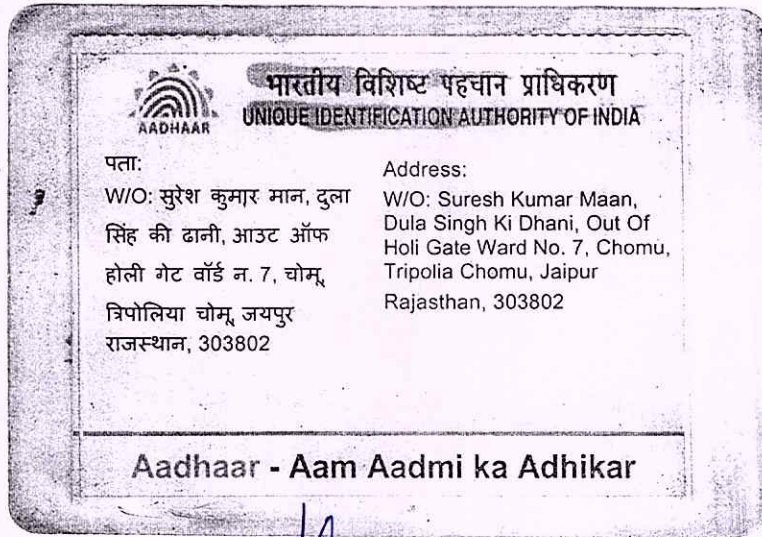 भारतीय विशिष्ट पहचान प्राधिकरण
AADHAAR
UNIQUE IDENTIFICATION AUTHORITY OF INDIA
पता:
W/O: सुरेश कुमार मान, दुला
सिंह की ढानी, आउट ऑफ
होली गेट वॉर्ड न. 7, चोमू,
त्रिपोलिया चोमू, जयपुर
राजस्थान, 303802
Address:
W/O: Suresh Kumar Maan,
Dula Singh Ki Dhani, Out Of
Holi Gate Ward No. 7, Chomu,
Tripolia Chomu, Jaipur
Rajasthan, 303802
Aadhaar - Aam Aadmi ka Adhikar